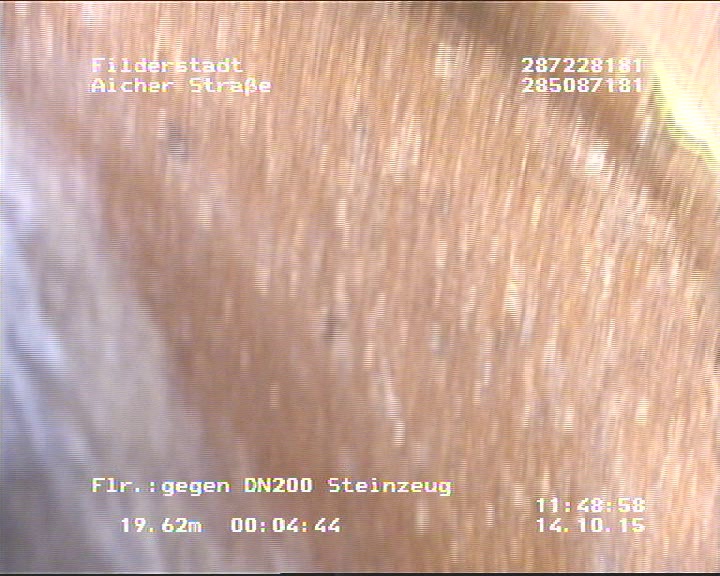 Filderstadt 287228181
Aicher Straße 285087181
Flr.:gegen DN200 Steinzeug
11:48:58
19.62m 00:04:44 14.10.15